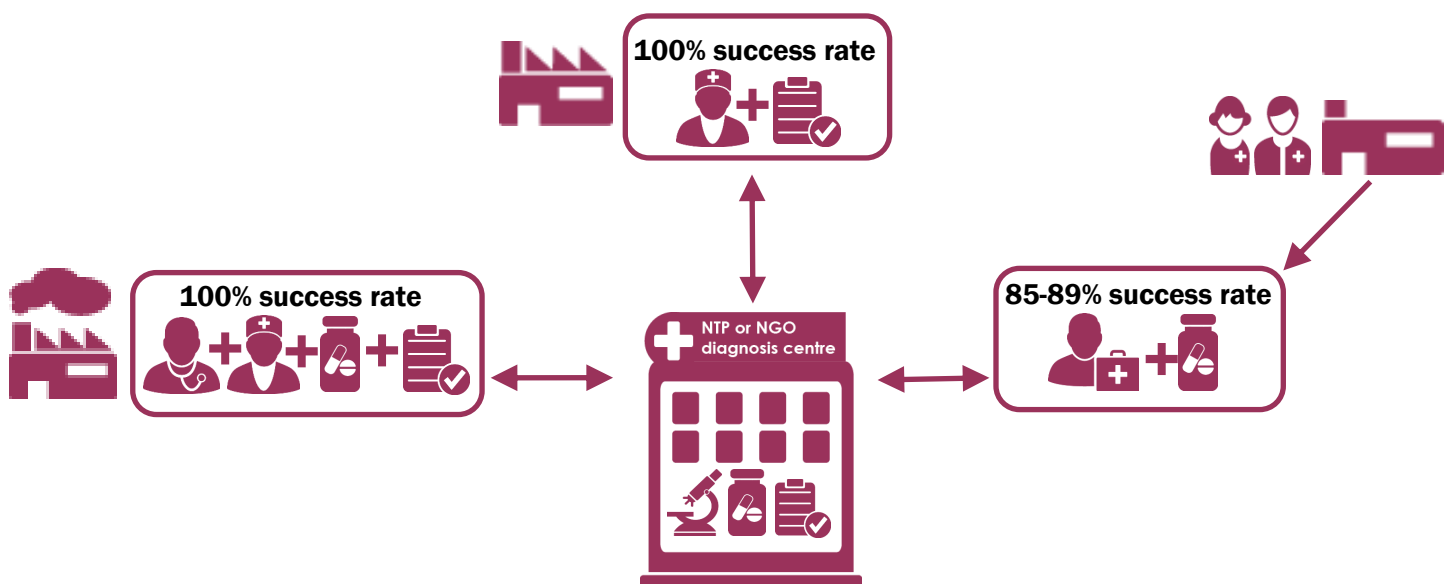 100% success rate
100% success rate
85-89% success rate
NTP or NGO
diagnosis centre